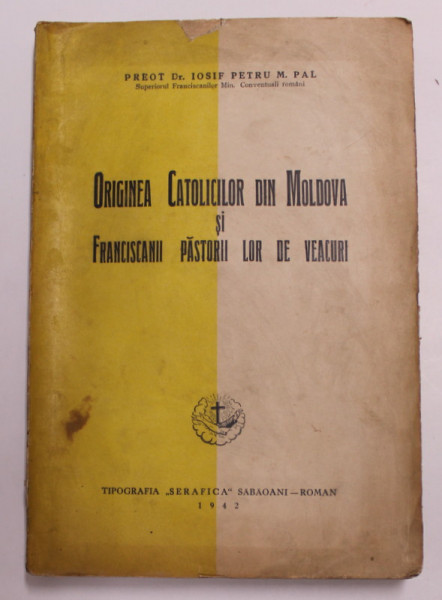 PREOT Dr. IOSIF PETRU M. PAL
Superiorul Franciscanilor Min. Conventuali români
ORIGINEA CATOLICILOR DIN MOLDOVA
ȘI
FRANCISCANII PĂSTORII LOR DE VEACURI
TIPOGRAFIA „SERAFICA“ SABAOANI—ROMAN
1942